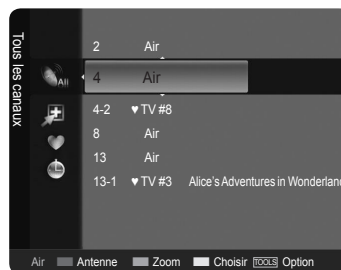 Tous les canaux
2 Air
All
4 Air
4-2 ♥ TV #8
8 Air
13 Air
13-1 ♥ TV #3 Alice's Adventures in Wonderland
Air Antenne Zoom Choisir TOOLS Option